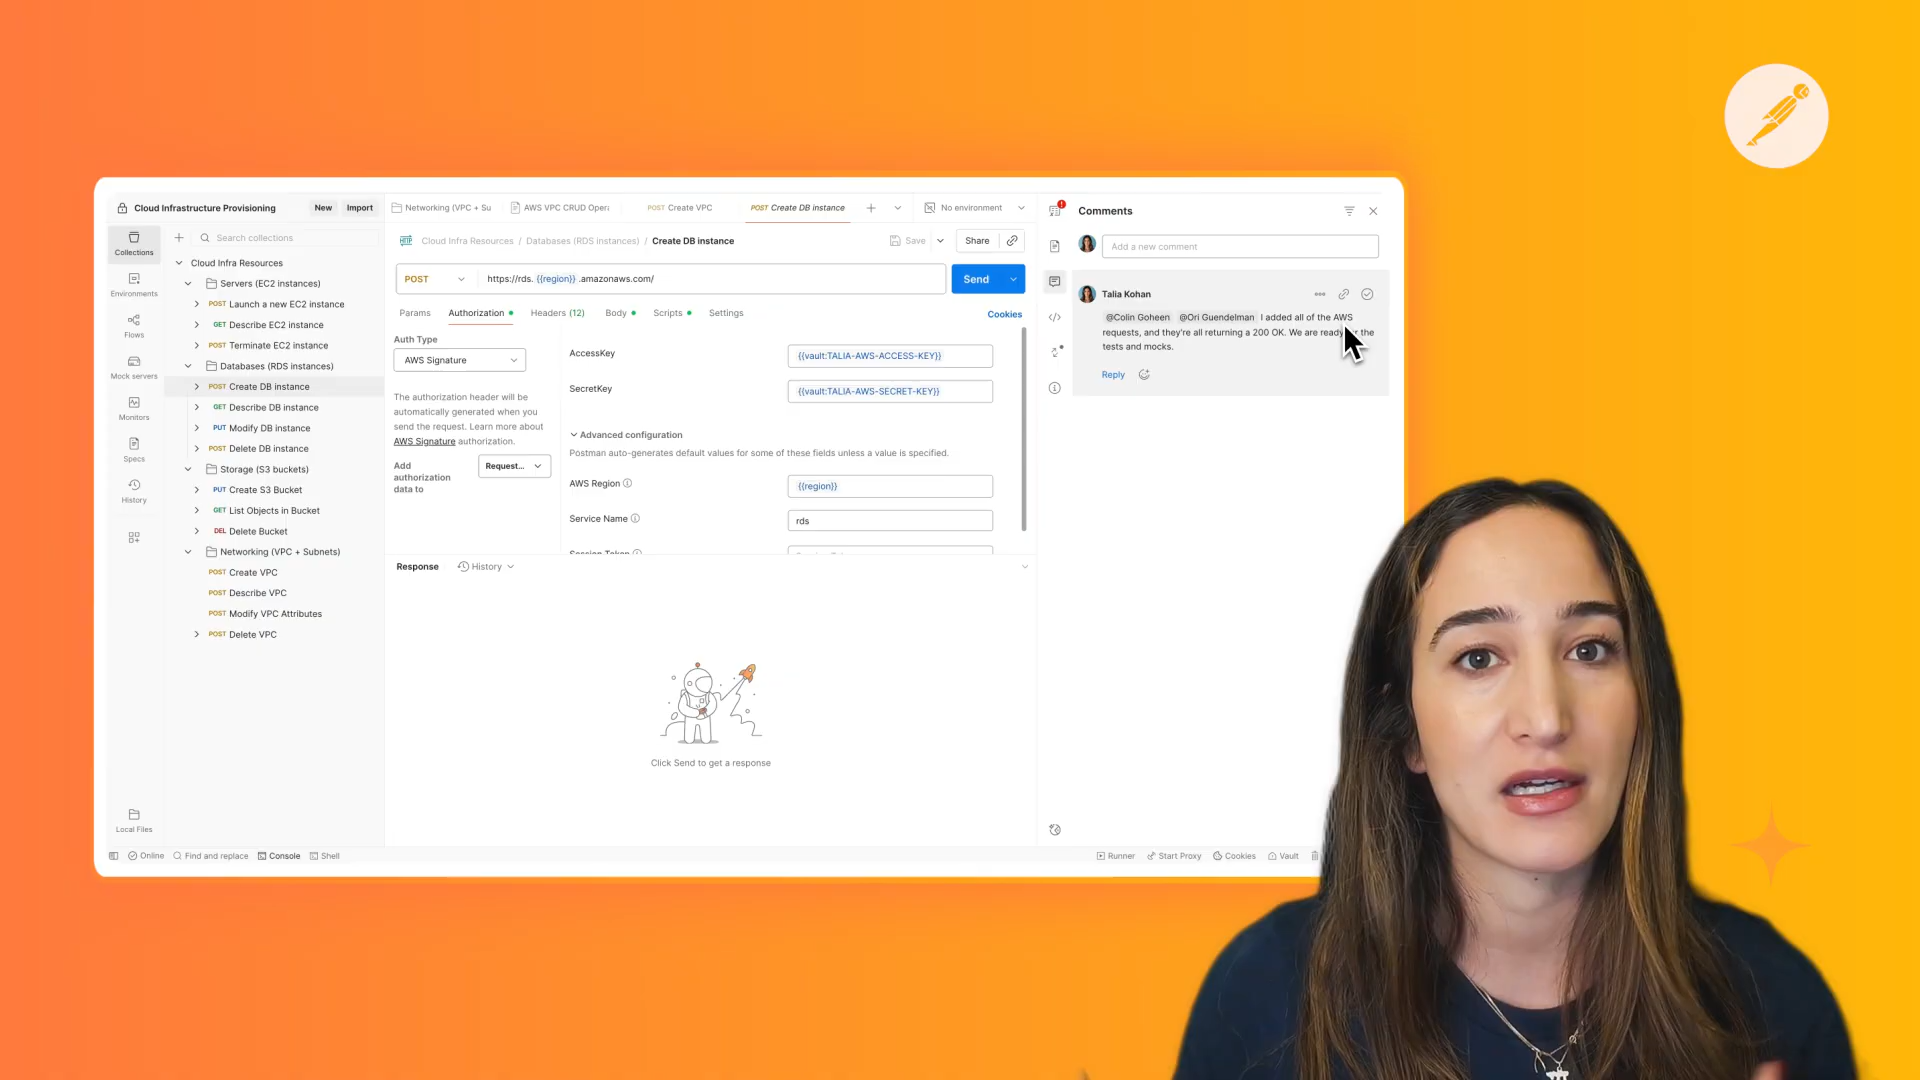 Cloud Infrastructure Provisioning
New
Import
Networking (VPC + Su
AWS VPC CRUD Opera
POST Create VPC
POST Create DB instance
No environment
Comments
Collections
Environments
Flows
Mock servers
Monitors
Specs
History
Local Files
Search collections
Cloud Infra Resources
Servers (EC2 instances)
POST Launch a new EC2 instance
GET Describe EC2 instance
POST Terminate EC2 instance
Databases (RDS instances)
POST Create DB instance
GET Describe DB instance
PUT Modify DB instance
POST Delete DB instance
Storage (S3 buckets)
PUT Create S3 Bucket
GET List Objects in Bucket
DEL Delete Bucket
Networking (VPC + Subnets)
POST Create VPC
POST Describe VPC
POST Modify VPC Attributes
POST Delete VPC
Cloud Infra Resources / Databases (RDS instances) / Create DB instance
Save
Share
POST
https://rds. {{region}} .amazonaws.com/
Send
Params
Authorization
Headers (12)
Body
Scripts
Settings
Cookies
Auth Type
AWS Signature
The authorization header will be
automatically generated when you
send the request. Learn more about
AWS Signature authorization.
Add
authorization
data to
Request...
AccessKey
{{vault:TALIA-AWS-ACCESS-KEY}}
SecretKey
{{vault:TALIA-AWS-SECRET-KEY}}
Advanced configuration
Postman auto-generates default values for some of these fields unless a value is specified.
AWS Region
{{region}}
Service Name
rds
Session Token
Response
History
Click Send to get a response
Add a new comment
Talia Kohan
@Colin Goheen @Ori Guendelman I added all of the AWS
requests, and they're all returning a 200 OK. We are ready the
tests and mocks.
Reply
Online
Find and replace
Console
Shell
Runner
Start Proxy
Cookies
Vault